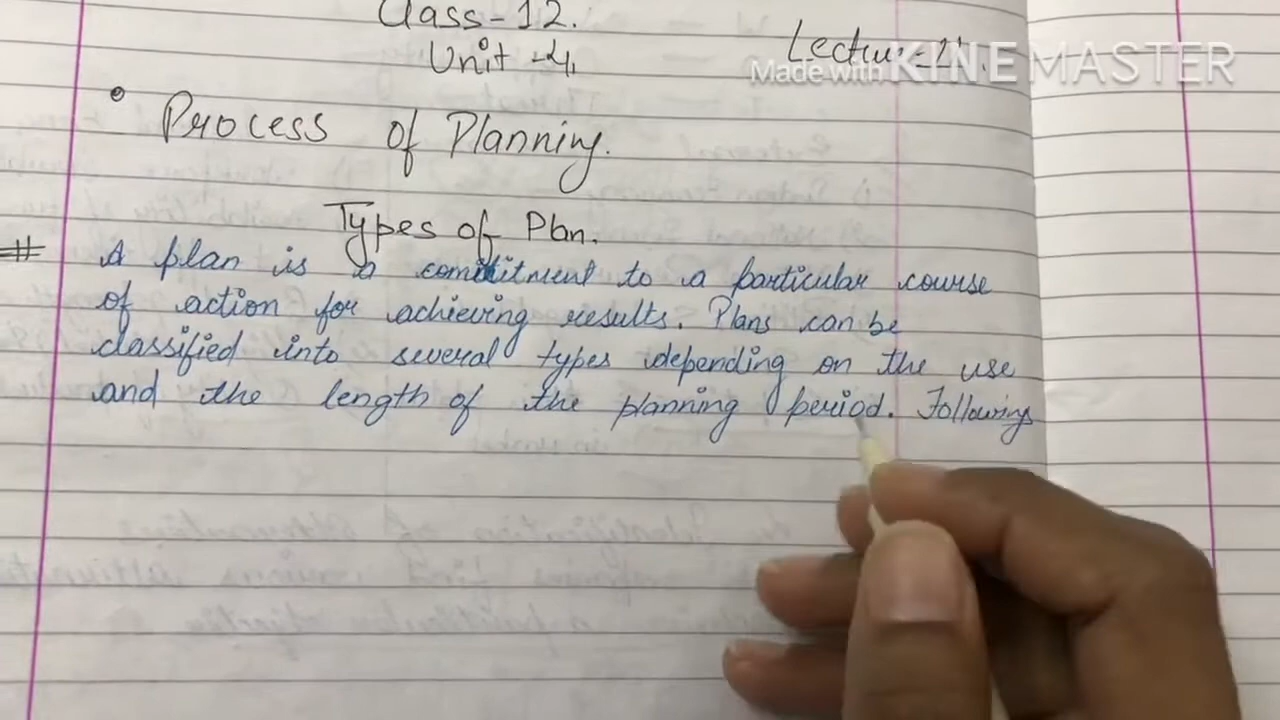 Class-12.
Unit-4,
Lecture-21.
Made with KINEMASTER
• Process of Planning.
Types of Plan.
# A plan is a comitment to a particular course
of action for achieving results. Plans can be
classified into several types depending on the use
and the length of the planning period. Following